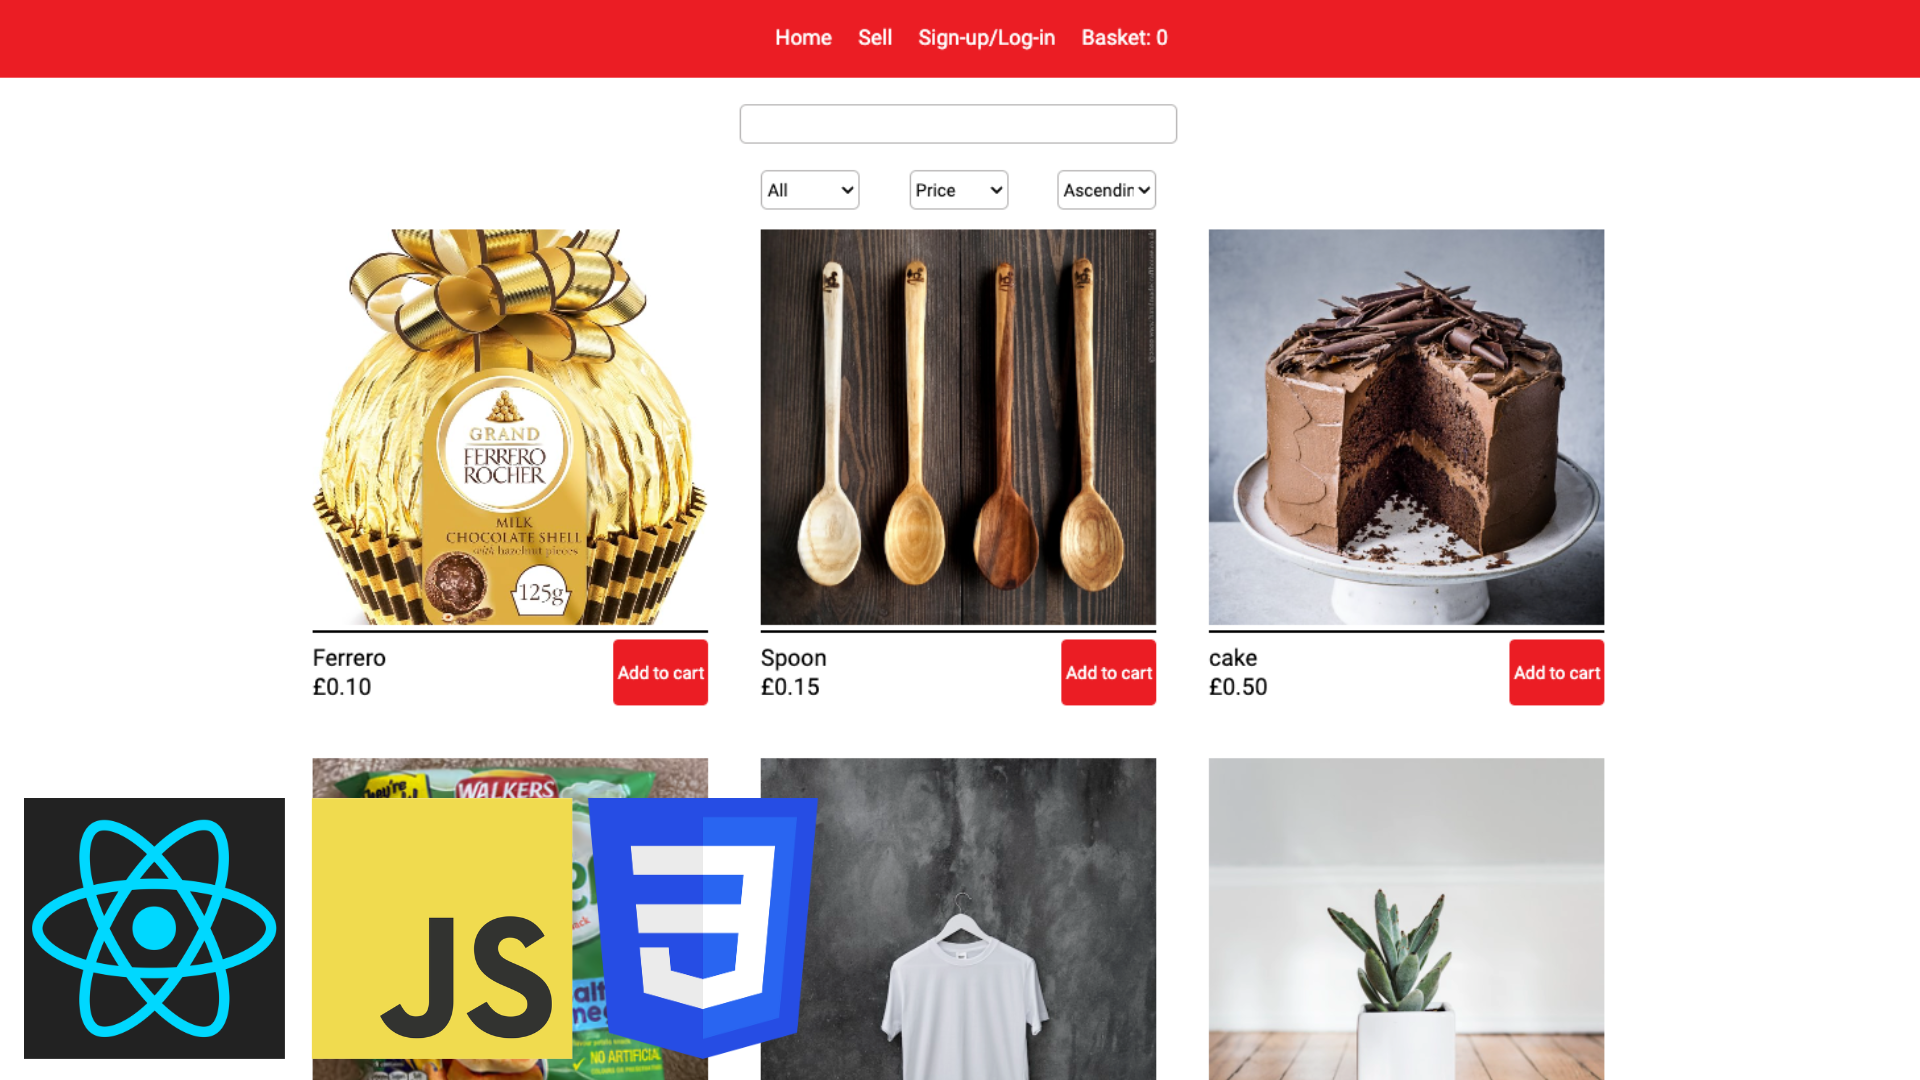 Home Sell Sign-up/Log-in Basket: 0
All Price Ascendin
GRAND
FERRERO
ROCHER
MILK
CHOCOLATE SHELL
with hazelnut pieces
125g
Ferrero
£0.10
Add to cart
Spoon
£0.15
Add to cart
cake
£0.50
Add to cart
WALKERS
JS
NO ARTIFICIAL